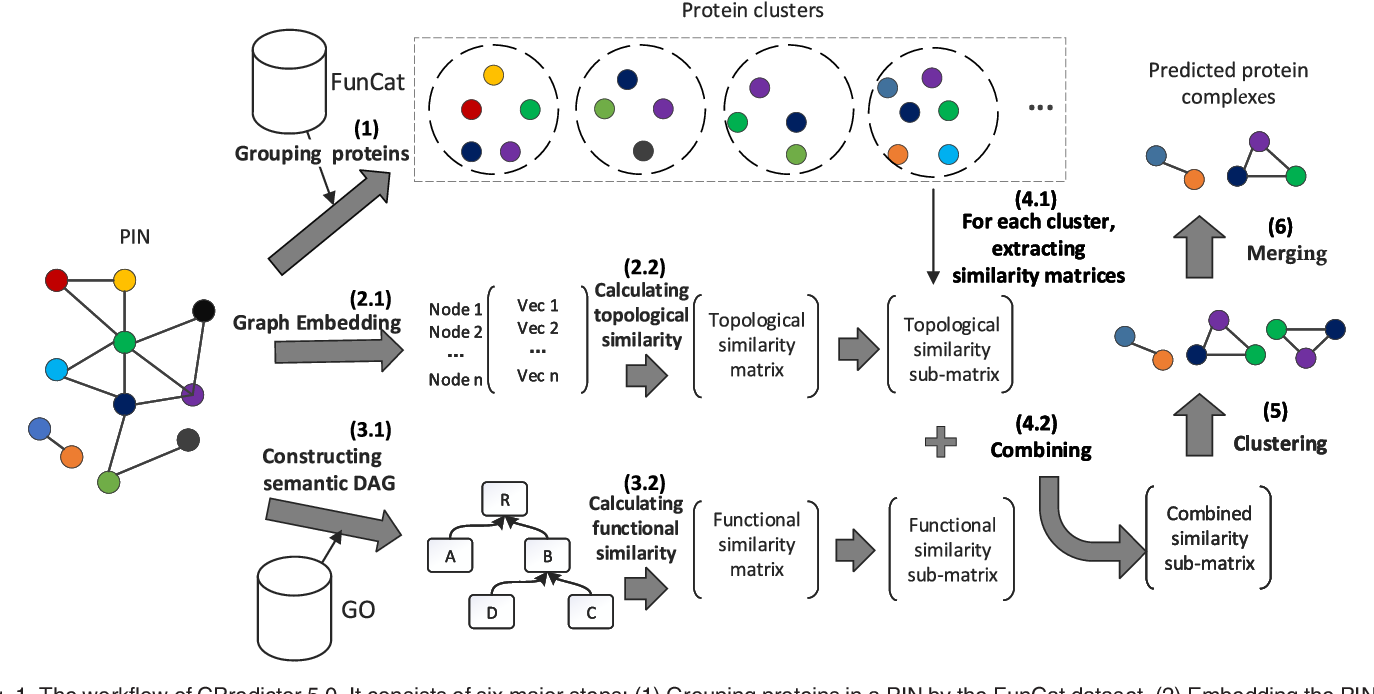 Protein clusters
FunCat
(1)
Grouping proteins
...
Predicted protein
complexes
PIN
(2.1)
Graph Embedding
Node 1
Node 2
...
Node n
Vec 1
Vec 2
...
Vec n
(2.2)
Calculating
topological
similarity
Topological
similarity
matrix
(4.1)
For each cluster,
extracting
similarity matrices
Topological
similarity
sub-matrix
(6)
Merging
(3.1)
Constructing
semantic DAG
GO
R
A
B
D
C
(3.2)
Calculating
functional
similarity
Functional
similarity
matrix
(4.2)
Combining
Functional
similarity
sub-matrix
(5)
Clustering
Combined
similarity
sub-matrix
1. The workflow of CPredictor 5.0. It consists of six major steps: (1) Grouping proteins in a PIN by the FunCat dataset. (2) Embedding the PIN